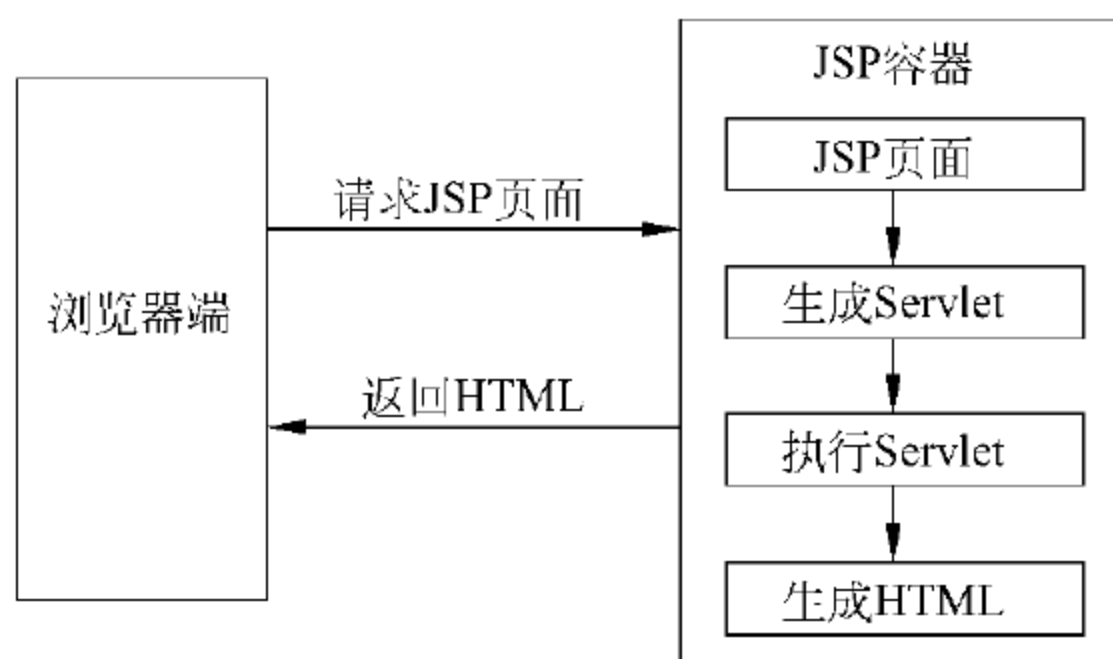 浏览器端
请求JSP页面
返回HTML
JSP容器
JSP页面
生成Servlet
执行Servlet
生成HTML